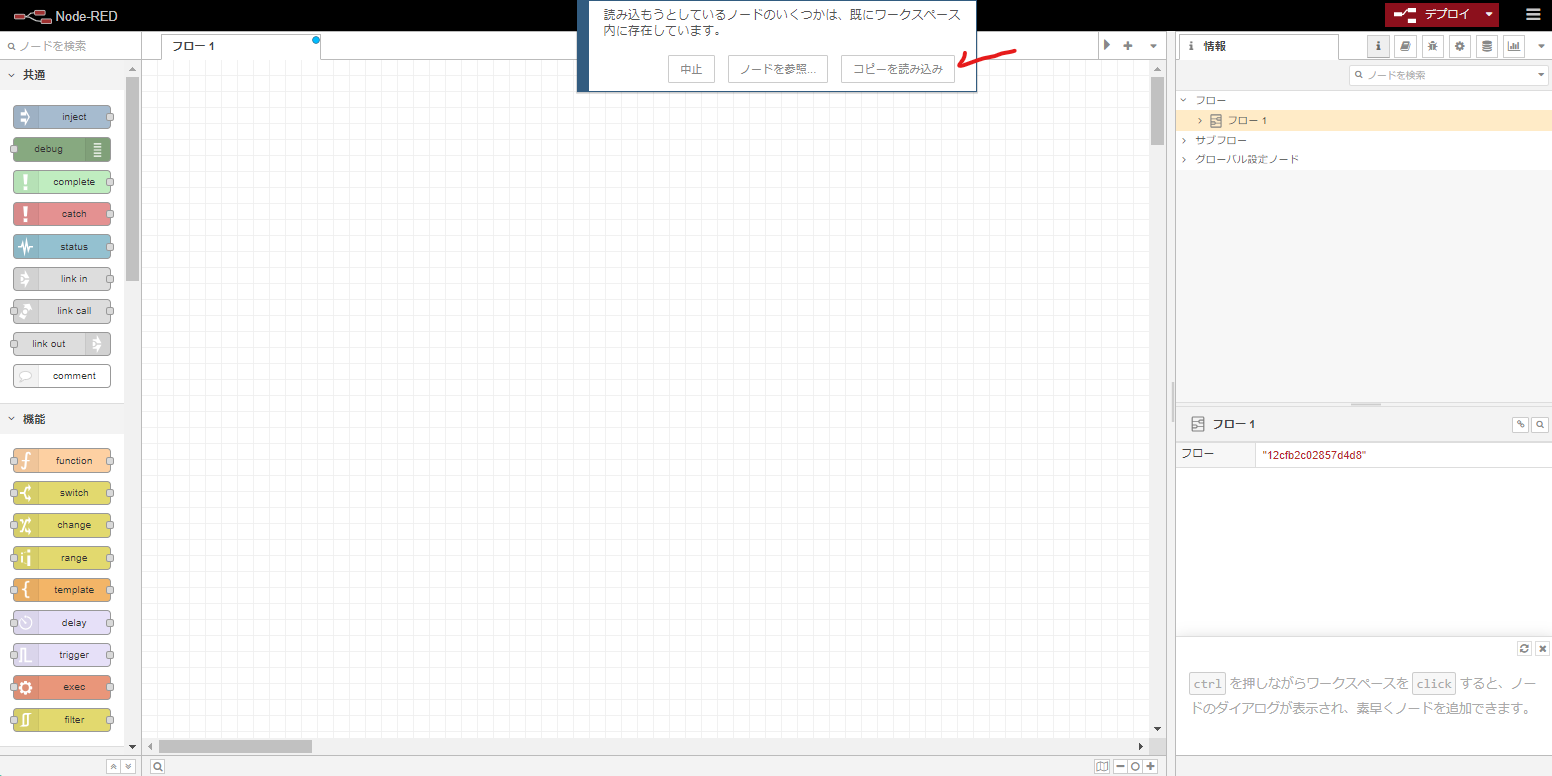 Node-RED
読み込もうとしているノードのいくつかは、既にワークスペース
内に存在しています。
中止
ノードを参照...
コピーを読み込み
デプロイ
ノードを検索
フロー 1
i 情報
共通
inject
debug
complete
catch
status
link in
link call
link out
comment
機能
function
switch
change
range
template
delay
trigger
exec
filter
ノードを検索
フロー
フロー 1
サブフロー
グローバル設定ノード
フロー 1
フロー
"12cfb2c02857d4d8"
ctrl を押しながらワークスペースを click すると、ノー
ドのダイアログが表示され、素早くノードを追加できます。